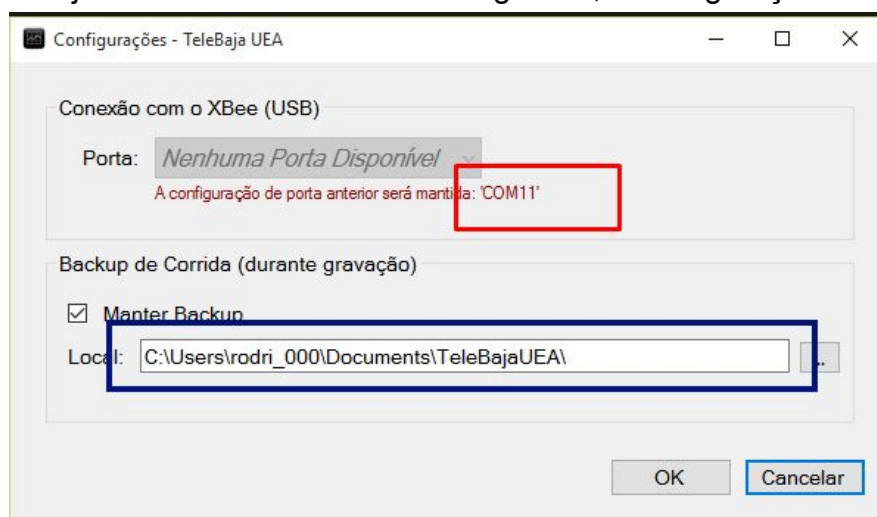 Configurações - TeleBaja UEA
Conexão com o XBee (USB)
Porta: Nenhuma Porta Disponível
A configuração de porta anterior será mantida: 'COM11'
Backup de Corrida (durante gravação)
Manter Backup
Local: C:\Users\rodri_000\Documents\TeleBajaUEA\ ..
OK Cancelar